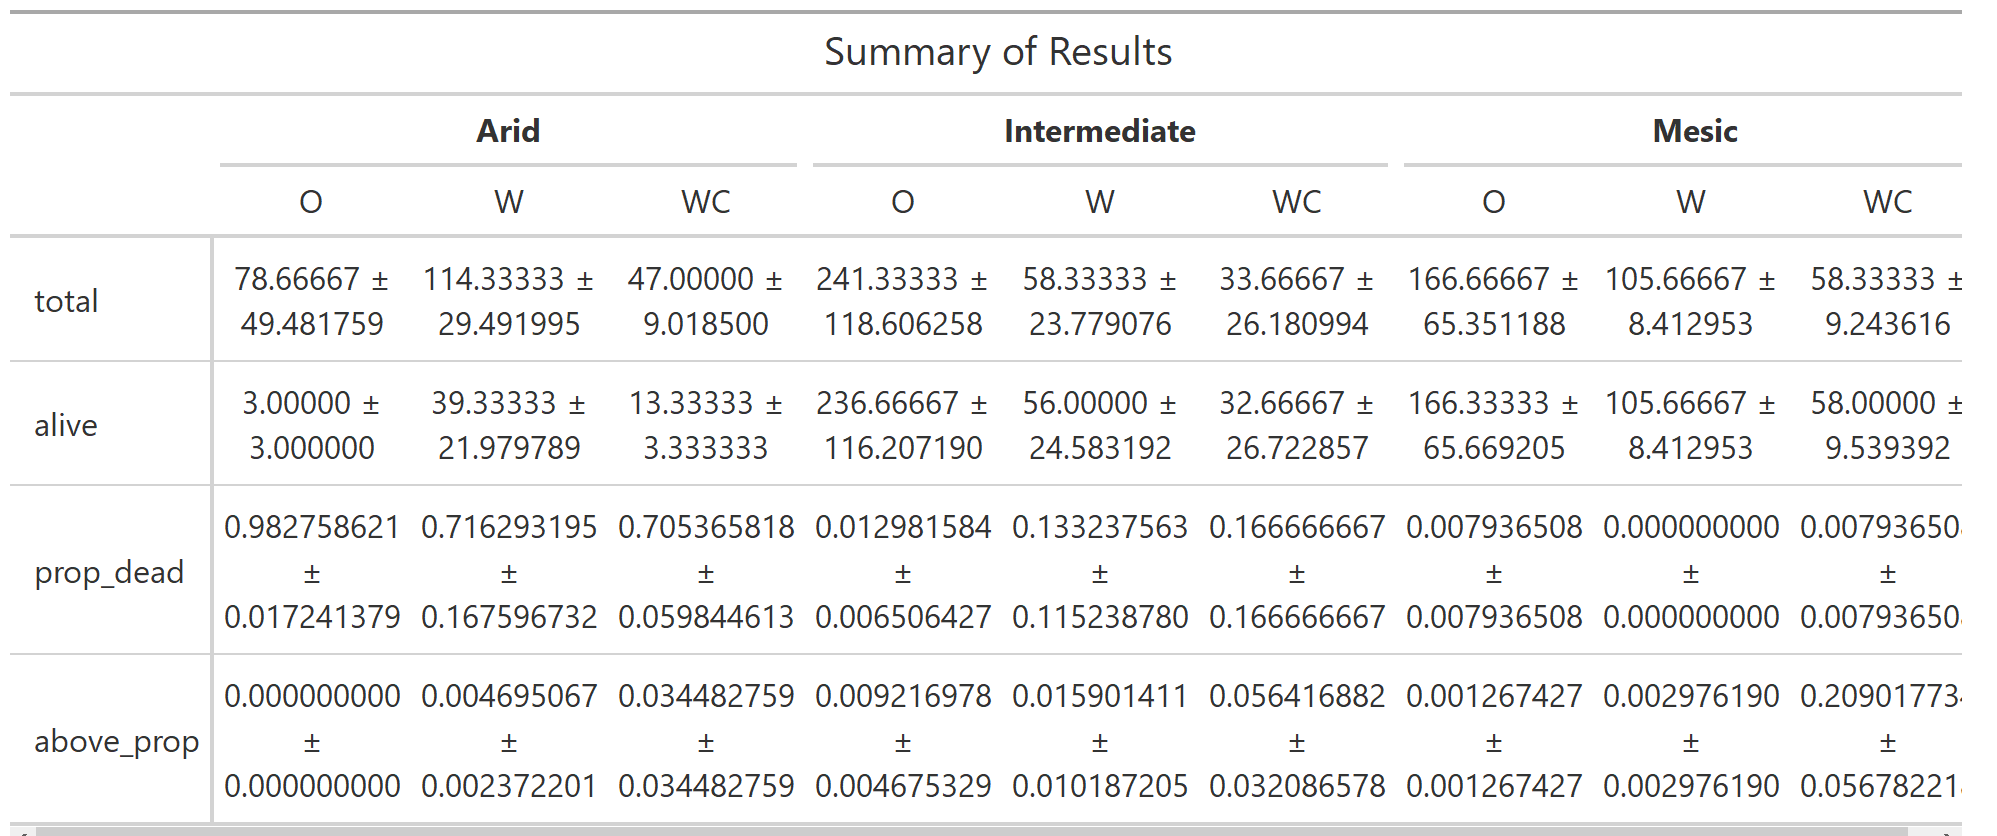 Summary of Results
Arid Intermediate Mesic
O W WC O W WC O W WC
total
78.66667 ± 114.33333 ± 47.00000 ± 241.33333 ± 58.33333 ± 33.66667 ± 166.66667 ± 105.66667 ± 58.33333 ±
49.481759 29.491995 9.018500 118.606258 23.779076 26.180994 65.351188 8.412953 9.243616
alive
3.00000 ± 39.33333 ± 13.33333 ± 236.66667 ± 56.00000 ± 32.66667 ± 166.33333 ± 105.66667 ± 58.00000 ±
3.000000 21.979789 3.333333 116.207190 24.583192 26.722857 65.669205 8.412953 9.539392
prop_dead
0.982758621 0.716293195 0.705365818 0.012981584 0.133237563 0.166666667 0.007936508 0.000000000 0.00793650
± ± ± ± ± ± ± ± ±
0.017241379 0.167596732 0.059844613 0.006506427 0.115238780 0.166666667 0.007936508 0.000000000 0.00793650
above_prop
0.000000000 0.004695067 0.034482759 0.009216978 0.015901411 0.056416882 0.001267427 0.002976190 0.20901773
± ± ± ± ± ± ± ± ±
0.000000000 0.002372201 0.034482759 0.004675329 0.010187205 0.032086578 0.001267427 0.002976190 0.05678221